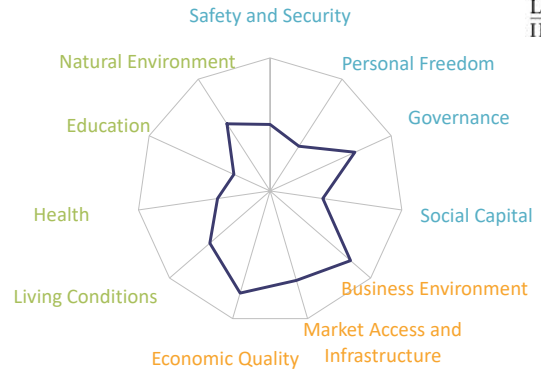 Safety and Security
Personal Freedom
Governance
Social Capital
Business Environment
Market Access and
Infrastructure
Economic Quality
Living Conditions
Health
Education
Natural Environment